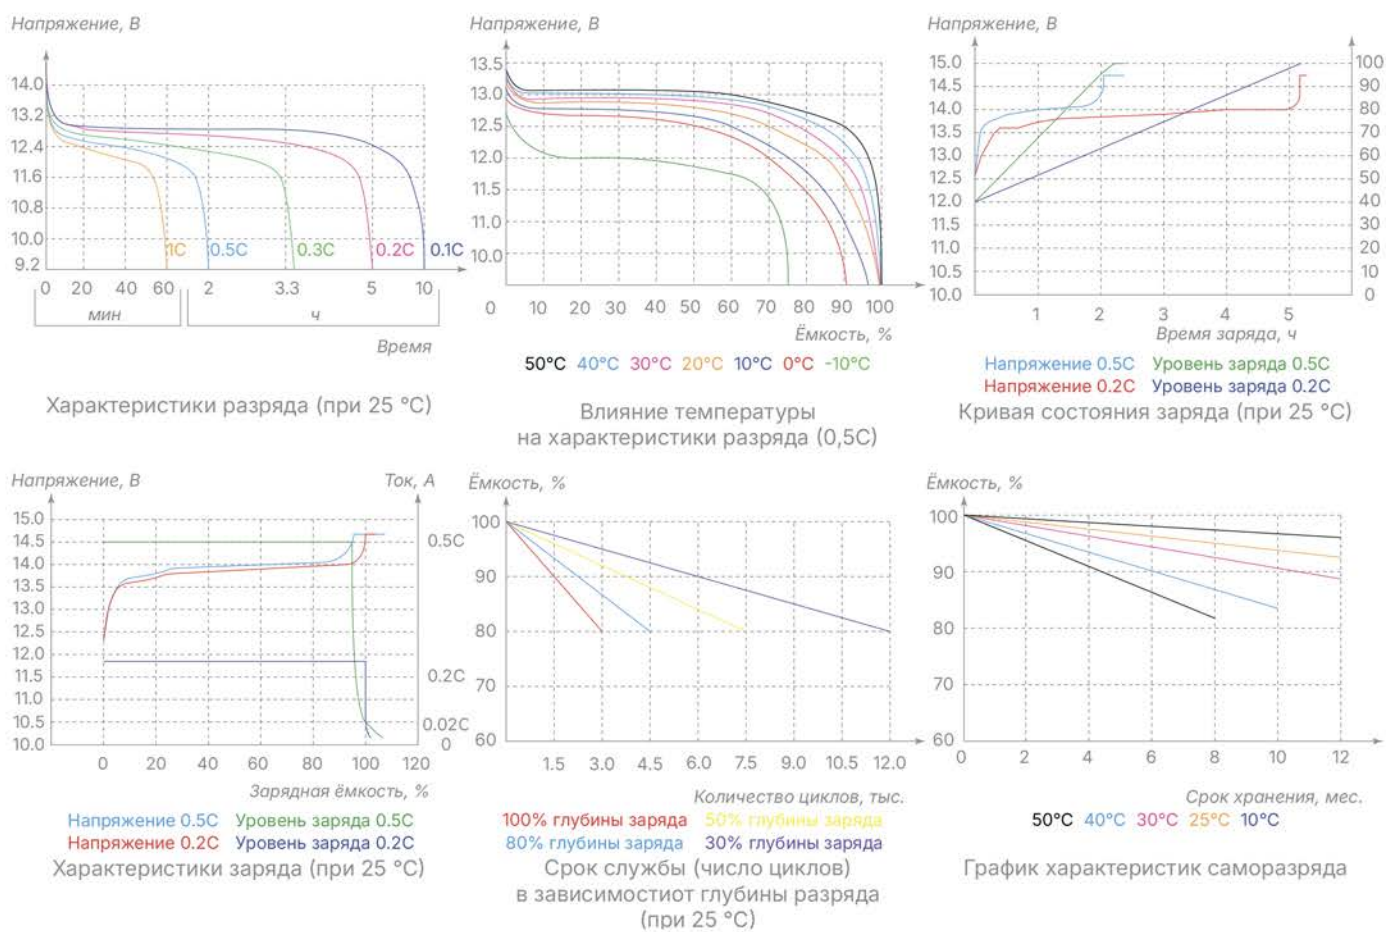 Напряжение, В
14.0
13.2
12.4
11.6
10.8
10.0
9.2
1C
0.5C
0.3C
0.2C
0.1C
0 20 40 60 2 3.3 5 10
мин
ч
Время
Характеристики разряда (при 25 °C)
Напряжение, В
13.5
13.0
12.5
12.0
11.5
11.0
10.0
0 10 20 30 40 50 60 70 80 90 100
Ёмкость, %
50°C 40°C 30°C 20°C 10°C 0°C -10°C
Влияние температуры
на характеристики разряда (0,5C)
Напряжение, В
15.0
14.5
14.0
13.5
13.0
12.5
12.0
11.5
11.0
10.5
10.0
100
90
80
70
60
50
40
30
20
10
0
1 2 3 4 5
Время заряда, ч
Напряжение 0.5C Уровень заряда 0.5C
Напряжение 0.2C Уровень заряда 0.2C
Кривая состояния заряда (при 25 °C)
Напряжение, В
Ток, А
15.0
14.5
14.0
13.5
13.0
12.5
12.0
11.5
11.0
10.5
10.0
0.5C
0.2C
0.02C
0
0 20 40 60 80 100 120
Зарядная ёмкость, %
Напряжение 0.5C Уровень заряда 0.5C
Напряжение 0.2C Уровень заряда 0.2C
Характеристики заряда (при 25 °C)
Ёмкость, %
100
90
80
70
60
1.5 3.0 4.5 6.0 7.5 9.0 10.5 12.0
Количество циклов, тыс.
100% глубины заряда 50% глубины заряда
80% глубины заряда 30% глубины заряда
Срок службы (число циклов)
в зависимостиот глубины разряда
(при 25 °C)
Ёмкость, %
100
90
80
70
60
0 2 4 6 8 10 12
Срок хранения, мес.
50°C 40°C 30°C 25°C 10°C
График характеристик саморазряда